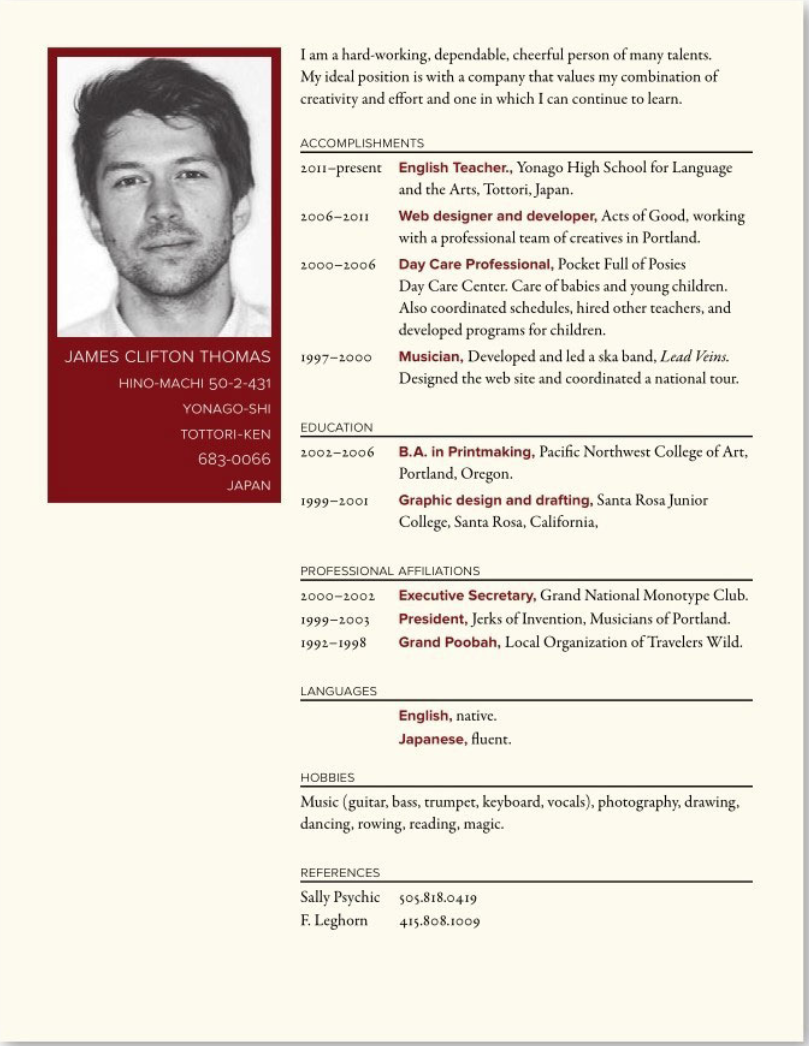 JAMES CLIFTON THOMAS
HINO-MACHI 50-2-431
YONAGO-SHI
TOTTORI-KEN
683-0066
JAPAN
I am a hard-working, dependable, cheerful person of many talents.
My ideal position is with a company that values my combination of
creativity and effort and one in which I can continue to learn.
ACCOMPLISHMENTS
2011–present English Teacher., Yonago High School for Language
and the Arts, Tottori, Japan.
2006–2011 Web designer and developer, Acts of Good, working
with a professional team of creatives in Portland.
2000–2006 Day Care Professional, Pocket Full of Posies
Day Care Center. Care of babies and young children.
Also coordinated schedules, hired other teachers, and
developed programs for children.
1997–2000 Musician, Developed and led a ska band, Lead Veins.
Designed the web site and coordinated a national tour.
EDUCATION
2002–2006 B.A. in Printmaking, Pacific Northwest College of Art,
Portland, Oregon.
1999–2001 Graphic design and drafting, Santa Rosa Junior
College, Santa Rosa, California,
PROFESSIONAL AFFILIATIONS
2000–2002 Executive Secretary, Grand National Monotype Club.
1999–2003 President, Jerks of Invention, Musicians of Portland.
1992–1998 Grand Poobah, Local Organization of Travelers Wild.
LANGUAGES
English, native.
Japanese, fluent.
HOBBIES
Music (guitar, bass, trumpet, keyboard, vocals), photography, drawing,
dancing, rowing, reading, magic.
REFERENCES
Sally Psychic 505.818.0419
F. Leghorn 415.808.1009